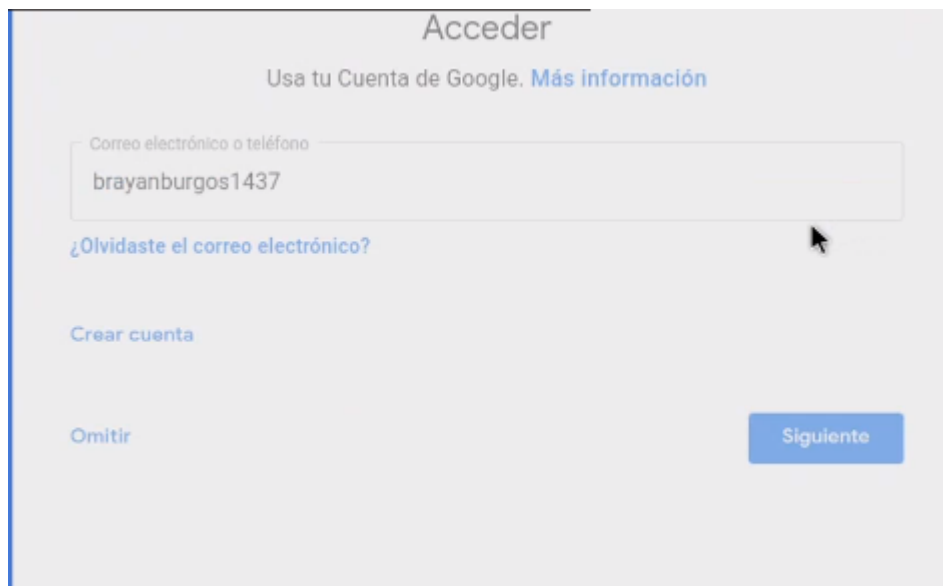 Acceder
Usa tu Cuenta de Google. Más información
Correo electrónico o teléfono
brayanburgos1437
¿Olvidaste el correo electrónico?
Crear cuenta
Omitir
Siguiente